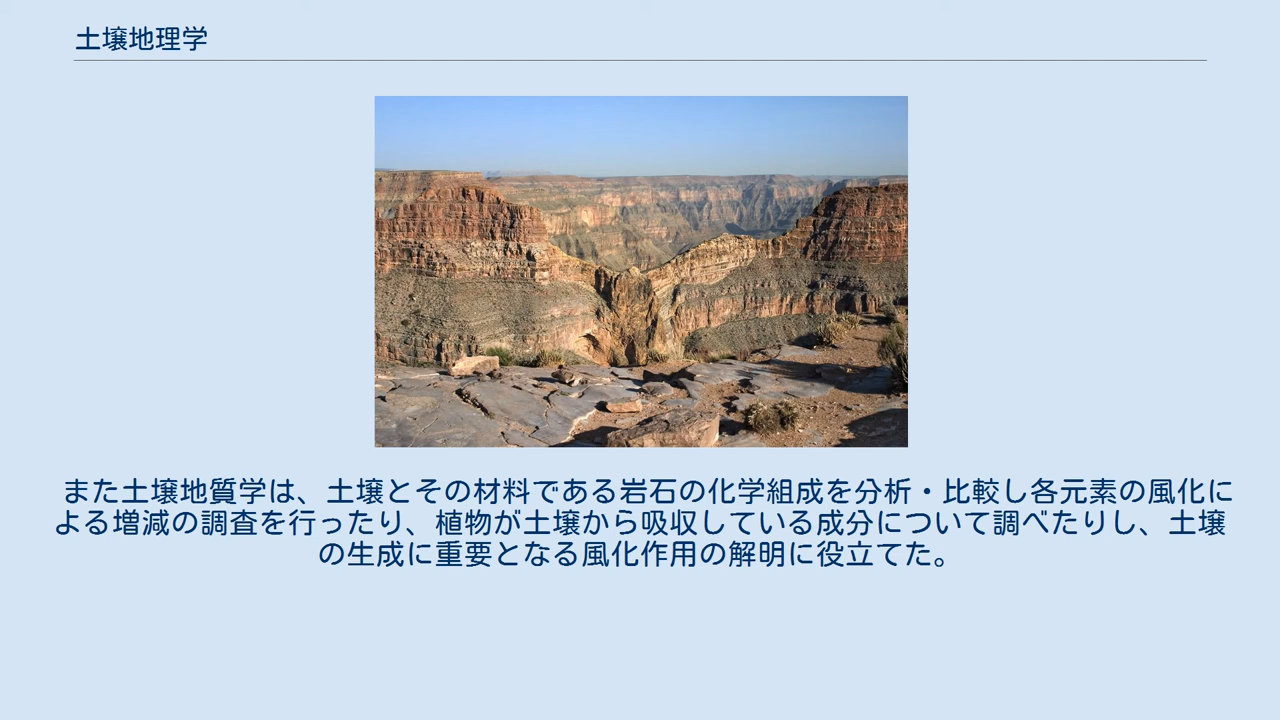 土壌地理学
また土壌地質学は、土壌とその材料である岩石の化学組成を分析・比較し各元素の風化に
よる増減の調査を行ったり、植物が土壌から吸収している成分について調べたりし、土壌
の生成に重要となる風化作用の解明に役立てた。